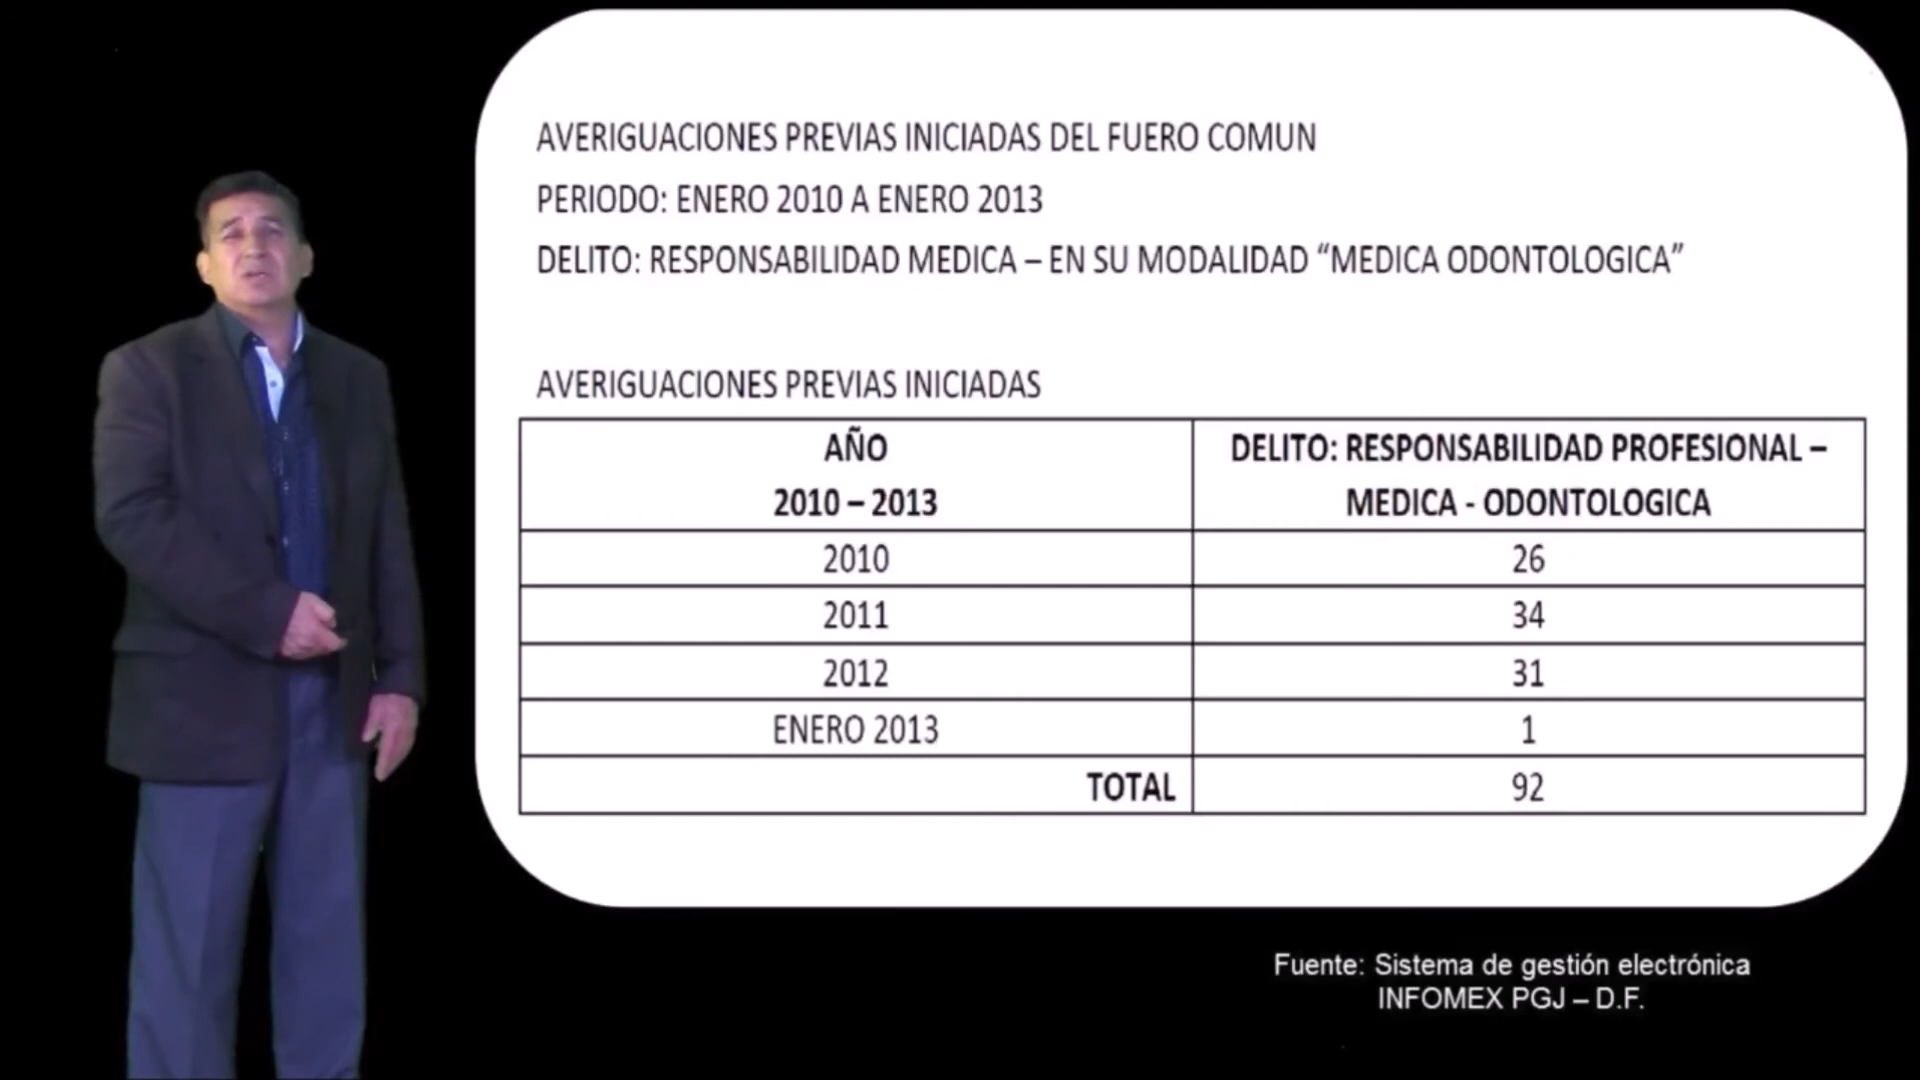 AVERIGUACIONES PREVIAS INICIADAS DEL FUERO COMUN
PERIODO: ENERO 2010 A ENERO 2013
DELITO: RESPONSABILIDAD MEDICA – EN SU MODALIDAD “MEDICA ODONTOLOGICA”
AVERIGUACIONES PREVIAS INICIADAS
AÑO
2010 – 2013
DELITO: RESPONSABILIDAD PROFESIONAL –
MEDICA - ODONTOLOGICA
2010 26
2011 34
2012 31
ENERO 2013 1
TOTAL 92
Fuente: Sistema de gestión electrónica
INFOMEX PGJ – D.F.